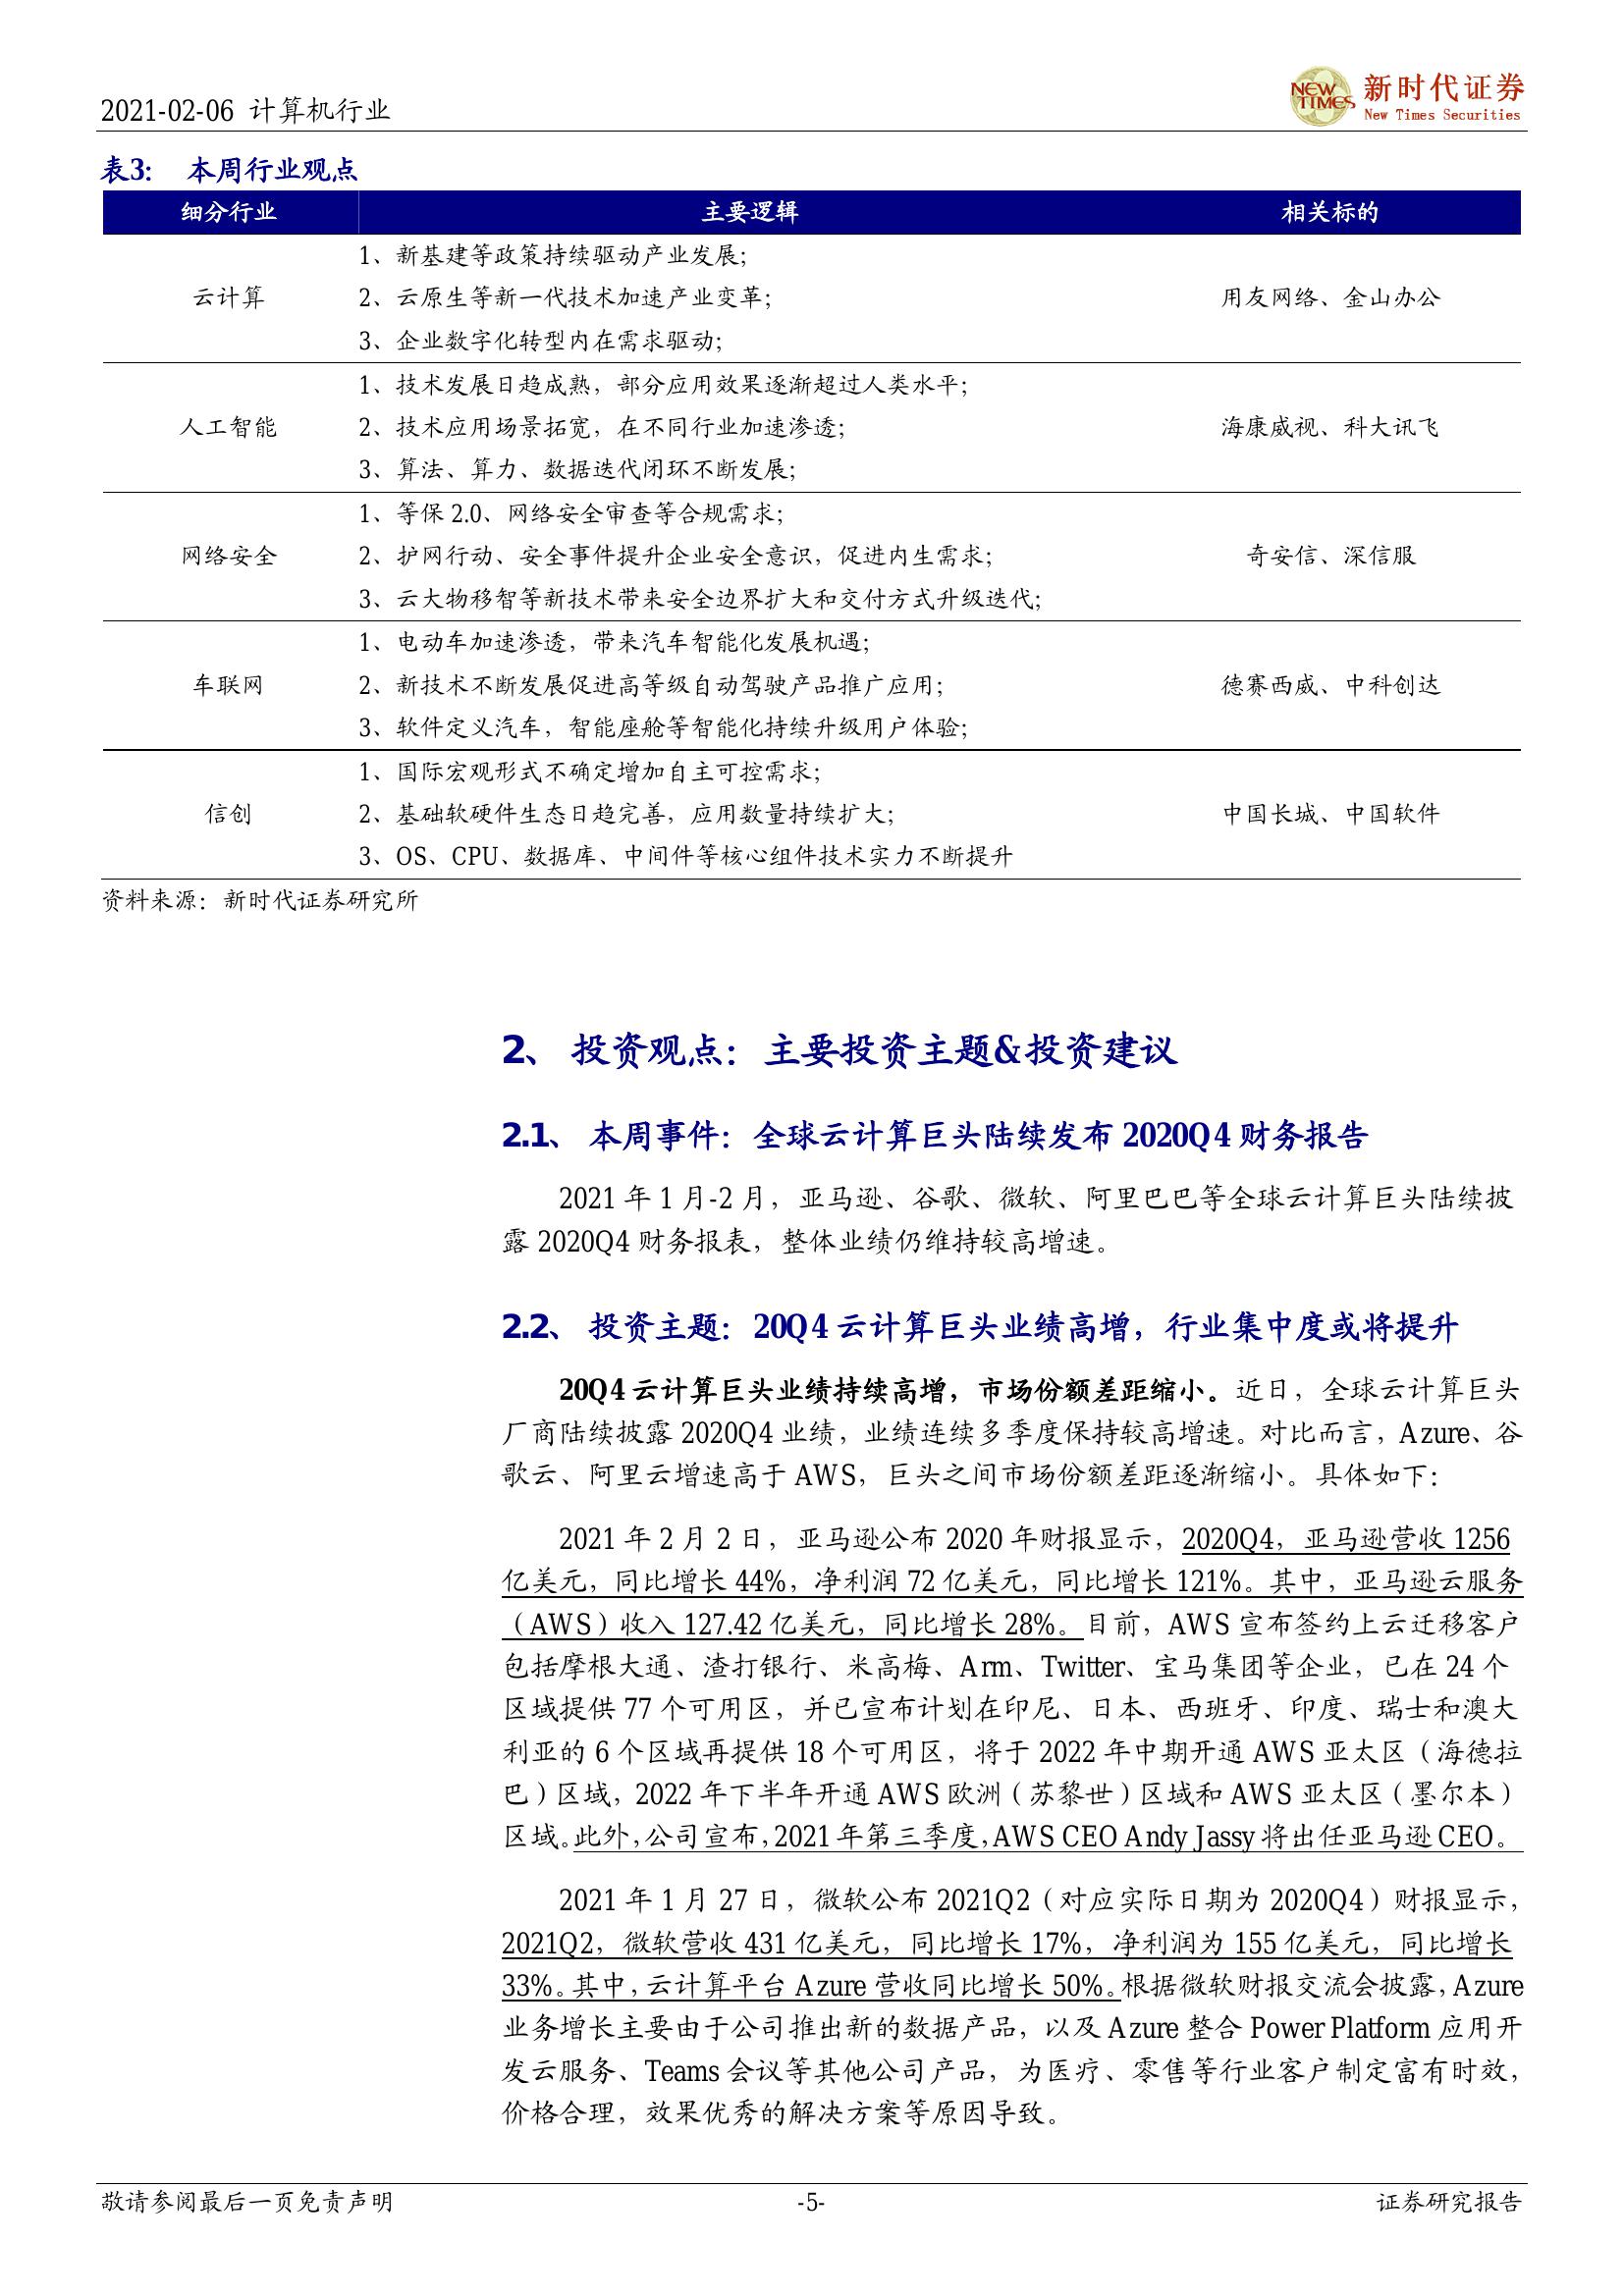 2021-02-06 计算机行业
NEW TIMES 新时代证券
New Times Securities
表3: 本周行业观点
细分行业 主要逻辑 相关标的
1、新基建等政策持续驱动产业发展;
云计算 2、云原生等新一代技术加速产业变革; 用友网络、金山办公
3、企业数字化转型内在需求驱动;
1、技术发展日趋成熟，部分应用效果逐渐超过人类水平;
人工智能 2、技术应用场景拓宽，在不同行业加速渗透; 海康威视、科大讯飞
3、算法、算力、数据迭代闭环不断发展;
1、等保 2.0、网络安全审查等合规需求;
网络安全 2、护网行动、安全事件提升企业安全意识，促进内生需求; 奇安信、深信服
3、云大物移智等新技术带来安全边界扩大和交付方式升级迭代;
1、电动车加速渗透，带来汽车智能化发展机遇;
车联网 2、新技术不断发展促进高等级自动驾驶产品推广应用; 德赛西威、中科创达
3、软件定义汽车，智能座舱等智能化持续升级用户体验;
1、国际宏观形式不确定增加自主可控需求;
信创 2、基础软硬件生态日趋完善，应用数量持续扩大; 中国长城、中国软件
3、OS、CPU、数据库、中间件等核心组件技术实力不断提升
资料来源：新时代证券研究所
2、 投资观点：主要投资主题&投资建议
2.1、 本周事件：全球云计算巨头陆续发布 2020Q4 财务报告
2021 年 1 月-2 月，亚马逊、谷歌、微软、阿里巴巴等全球云计算巨头陆续披
露 2020Q4 财务报表，整体业绩仍维持较高增速。
2.2、 投资主题：20Q4 云计算巨头业绩高增，行业集中度或将提升
20Q4 云计算巨头业绩持续高增，市场份额差距缩小。近日，全球云计算巨头
厂商陆续披露 2020Q4 业绩，业绩连续多季度保持较高增速。对比而言，Azure、谷
歌云、阿里云增速高于 AWS，巨头之间市场份额差距逐渐缩小。具体如下：
2021 年 2 月 2 日，亚马逊公布 2020 年财报显示，2020Q4，亚马逊营收 1256
亿美元，同比增长 44%，净利润 72 亿美元，同比增长 121%。其中，亚马逊云服务
（AWS）收入 127.42 亿美元，同比增长 28%。目前，AWS 宣布签约上云迁移客户
包括摩根大通、渣打银行、米高梅、Arm、Twitter、宝马集团等企业，已在 24 个
区域提供 77 个可用区，并已宣布计划在印尼、日本、西班牙、印度、瑞士和澳大
利亚的 6 个区域再提供 18 个可用区，将于 2022 年中期开通 AWS 亚太区（海德拉
巴）区域，2022 年下半年开通 AWS 欧洲（苏黎世）区域和 AWS 亚太区（墨尔本）
区域。此外，公司宣布，2021 年第三季度，AWS CEO Andy Jassy 将出任亚马逊 CEO。
2021 年 1 月 27 日，微软公布 2021Q2（对应实际日期为 2020Q4）财报显示，
2021Q2，微软营收 431 亿美元，同比增长 17%，净利润为 155 亿美元，同比增长
33%。其中，云计算平台 Azure 营收同比增长 50%。根据微软财报交流会披露，Azure
业务增长主要由于公司推出新的数据产品，以及 Azure 整合 Power Platform 应用开
发云服务、Teams 会议等其他公司产品，为医疗、零售等行业客户制定富有时效，
价格合理，效果优秀的解决方案等原因导致。
敬请参阅最后一页免责声明 -5- 证券研究报告